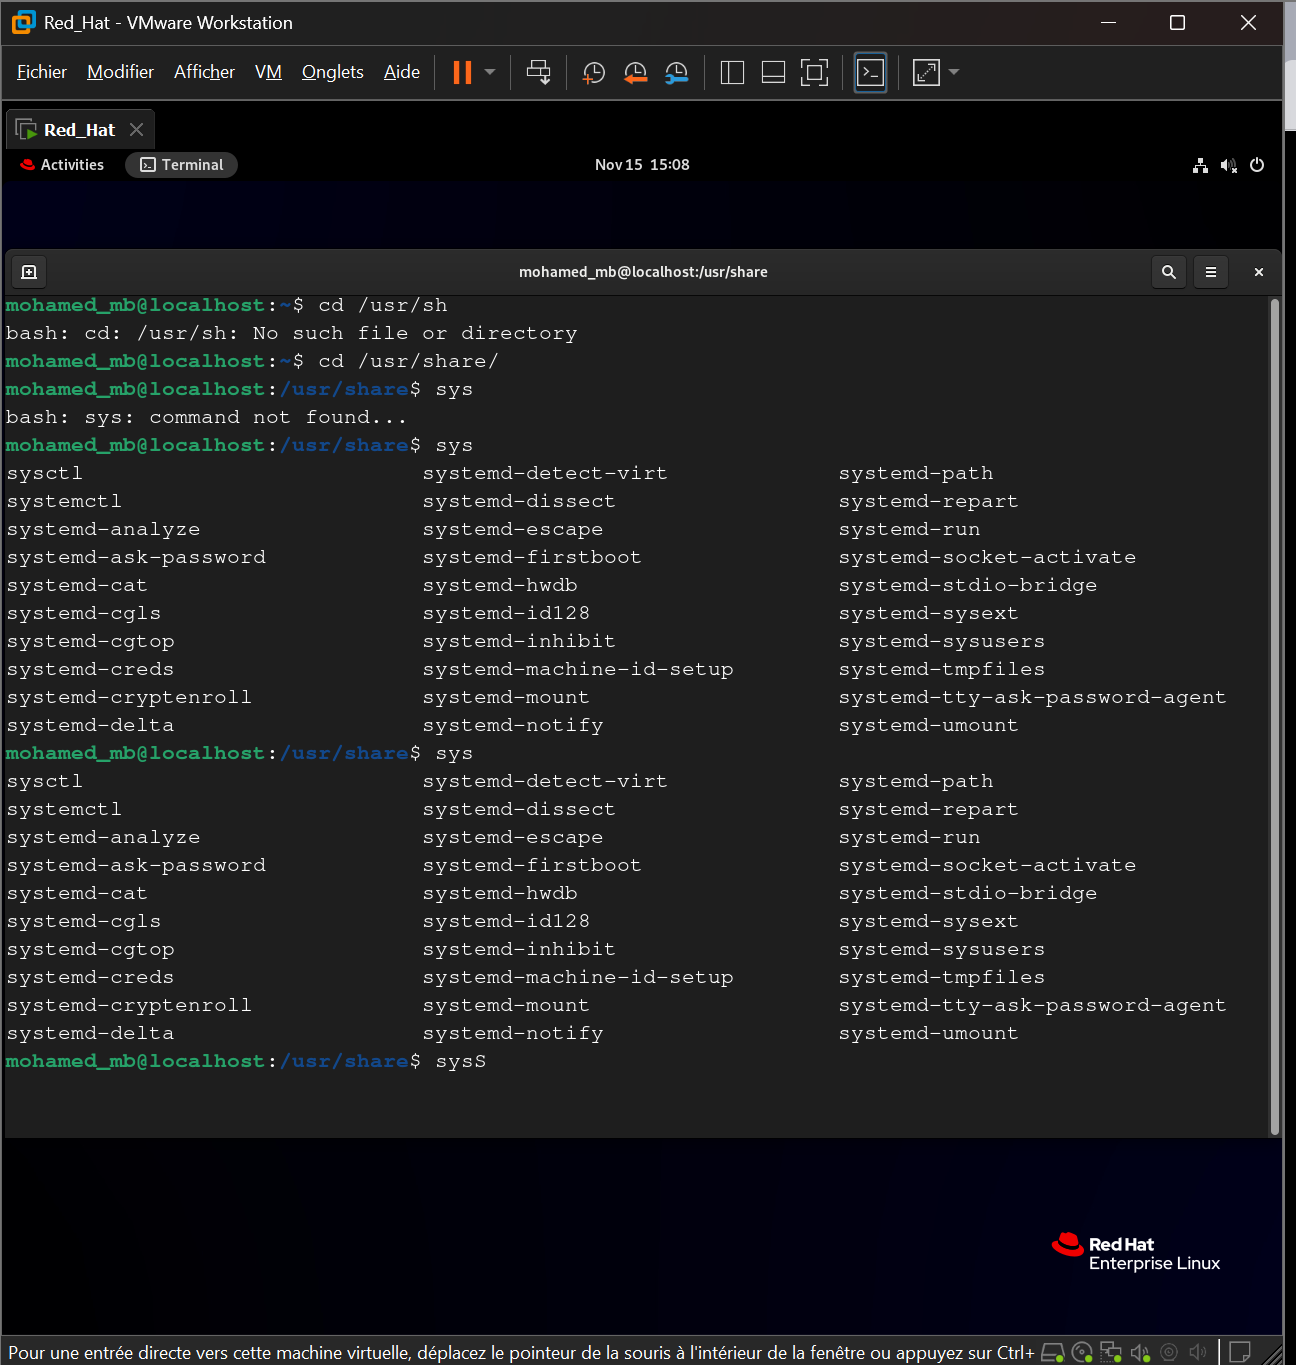 Red_Hat - VMware Workstation
Fichier Modifier Afficher VM Onglets Aide
Red_Hat
Activities Terminal Nov 15 15:08
mohamed_mb@localhost:/usr/share
mohamed_mb@localhost:~$ cd /usr/sh
bash: cd: /usr/sh: No such file or directory
mohamed_mb@localhost:~$ cd /usr/share/
mohamed_mb@localhost:/usr/share$ sys
bash: sys: command not found...
mohamed_mb@localhost:/usr/share$ sys
sysctl systemd-detect-virt systemd-path
systemctl systemd-dissect systemd-repart
systemd-analyze systemd-escape systemd-run
systemd-ask-password systemd-firstboot systemd-socket-activate
systemd-cat systemd-hwdb systemd-stdio-bridge
systemd-cgls systemd-id128 systemd-sysext
systemd-cgtop systemd-inhibit systemd-sysusers
systemd-creds systemd-machine-id-setup systemd-tmpfiles
systemd-cryptenroll systemd-mount systemd-tty-ask-password-agent
systemd-delta systemd-notify systemd-umount
mohamed_mb@localhost:/usr/share$ sys
sysctl systemd-detect-virt systemd-path
systemctl systemd-dissect systemd-repart
systemd-analyze systemd-escape systemd-run
systemd-ask-password systemd-firstboot systemd-socket-activate
systemd-cat systemd-hwdb systemd-stdio-bridge
systemd-cgls systemd-id128 systemd-sysext
systemd-cgtop systemd-inhibit systemd-sysusers
systemd-creds systemd-machine-id-setup systemd-tmpfiles
systemd-cryptenroll systemd-mount systemd-tty-ask-password-agent
systemd-delta systemd-notify systemd-umount
mohamed_mb@localhost:/usr/share$ sysS
Red Hat
Enterprise Linux
Pour une entrée directe vers cette machine virtuelle, déplacez le pointeur de la souris à l'intérieur de la fenêtre ou appuyez sur Ctrl+